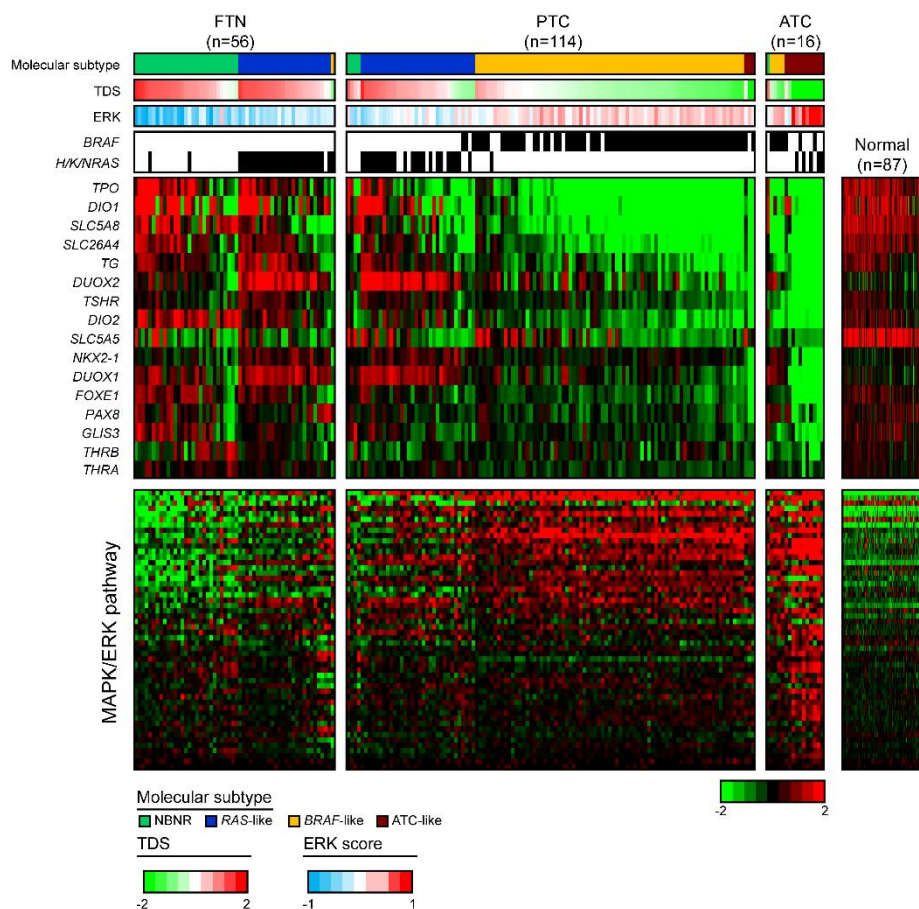 FTN PTC ATC
(n=56) (n=114) (n=16)
Molecular subtype
TDS
ERK
BRAF
H/K/NRAS
Normal
(n=87)
TPO
DIO1
SLC5A8
SLC26A4
TG
DUOX2
TSHR
DIO2
SLC5A5
NKX2-1
DUOX1
FOXE1
PAX8
GLIS3
THRB
THRA
MAPK/ERK pathway
-2 2
Molecular subtype
NBNR RAS-like BRAF-like ATC-like
TDS ERK score
-2 2 -1 1